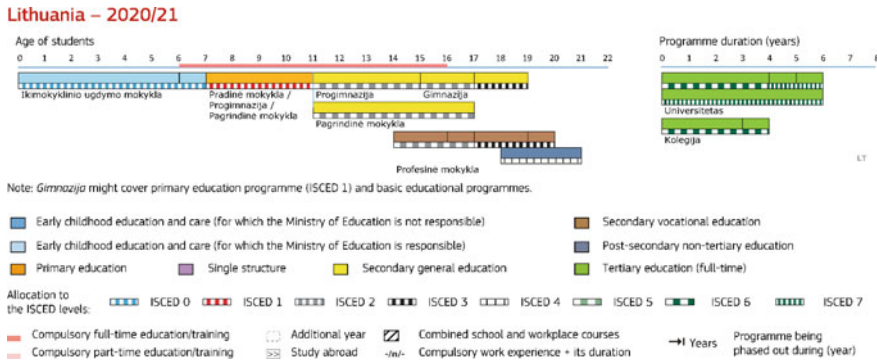 Lithuania – 2020/21
Age of students
Programme duration (years)
0 1 2 3 4 5 6 7 8 9 10 11 12 13 14 15 16 17 18 19 20 21 22
0 1 2 3 4 5 6 7 8
Ikimokyklinio ugdymo mokykla
Pradinė mokykla /
Progimnazija /
Pagrindinė mokykla
Progimnazija
Gimnazija
Pagrindinė mokykla
Profesinė mokykla
Universitetas
Kolegija
LT
Note: Gimnazija might cover primary education programme (ISCED 1) and basic educational programmes.
Early childhood education and care (for which the Ministry of Education is not responsible)
Secondary vocational education
Early childhood education and care (for which the Ministry of Education is responsible)
Post-secondary non-tertiary education
Primary education
Single structure
Secondary general education
Tertiary education (full-time)
Allocation to
the ISCED levels:
ISCED 0
ISCED 1
ISCED 2
ISCED 3
ISCED 4
ISCED 5
ISCED 6
ISCED 7
Compulsory full-time education/training
Additional year
Combined school and workplace courses
Years
Programme being
phased out during (year)
Compulsory part-time education/training
>> Study abroad
-/n/- Compulsory work experience + its duration